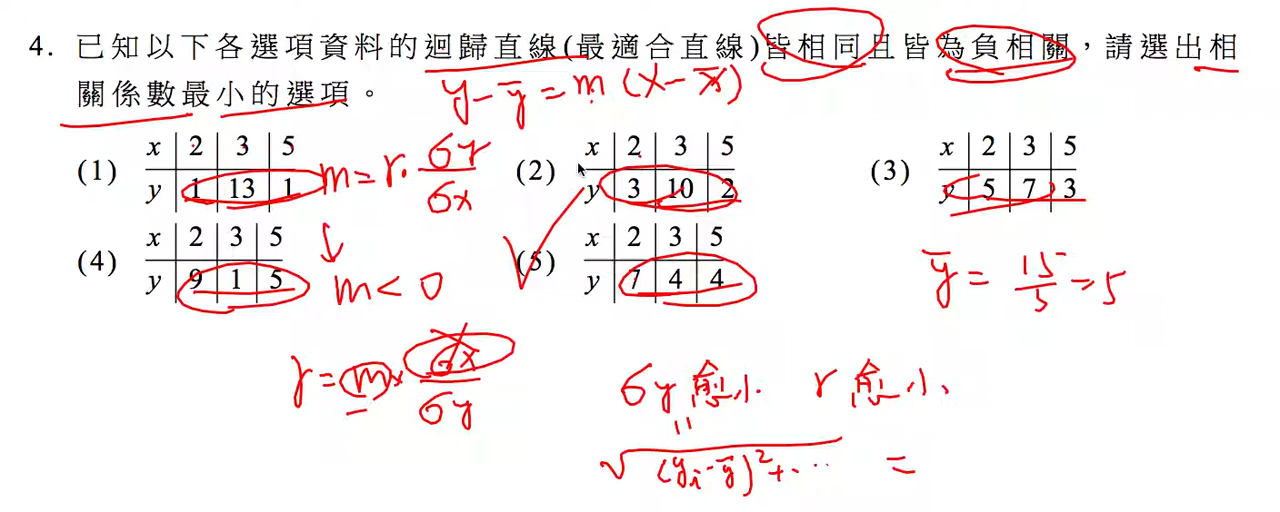 4. 已知以下各選項資料的迴歸直線(最適合直線)皆相同且皆為負相關，請選出相
關係數最小的選項。
y - ȳ = m (x - x̄)
(1) x 2 3 5
y 1 13 1
m = r · σy/σx
(2) x 2 3 5
y 3 10 2
(3) x 2 3 5
y 5 7 3
(4) x 2 3 5
y 9 1 5
↓
m < 0
(5) x 2 3 5
y 7 4 4
ȳ = 15/3 = 5
r = m × σx/σy
σy 愈小 r 愈小
=
√(yi - ȳ)² + ... =